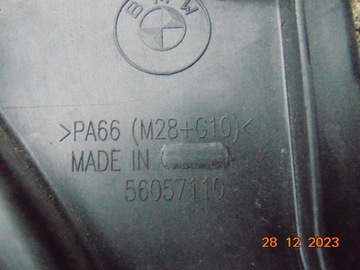 BMW
>PA66 (M28+G10)<
MADE IN
56057110
28 12 2023